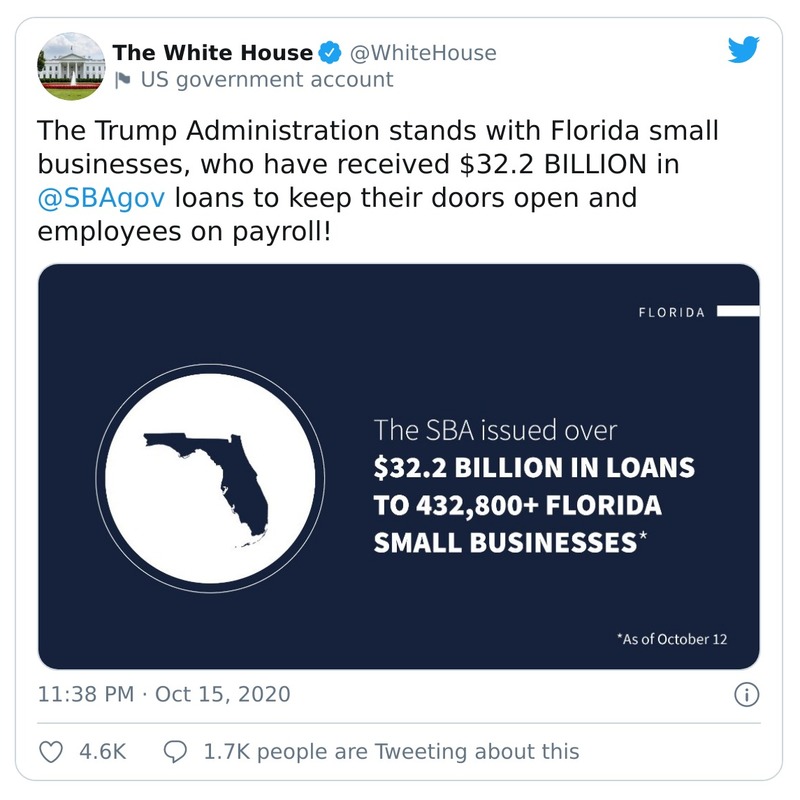 The White House @WhiteHouse
US government account
The Trump Administration stands with Florida small
businesses, who have received $32.2 BILLION in
@SBAgov loans to keep their doors open and
employees on payroll!
FLORIDA
The SBA issued over
$32.2 BILLION IN LOANS
TO 432,800+ FLORIDA
SMALL BUSINESSES*
*As of October 12
11:38 PM · Oct 15, 2020
4.6K 1.7K people are Tweeting about this